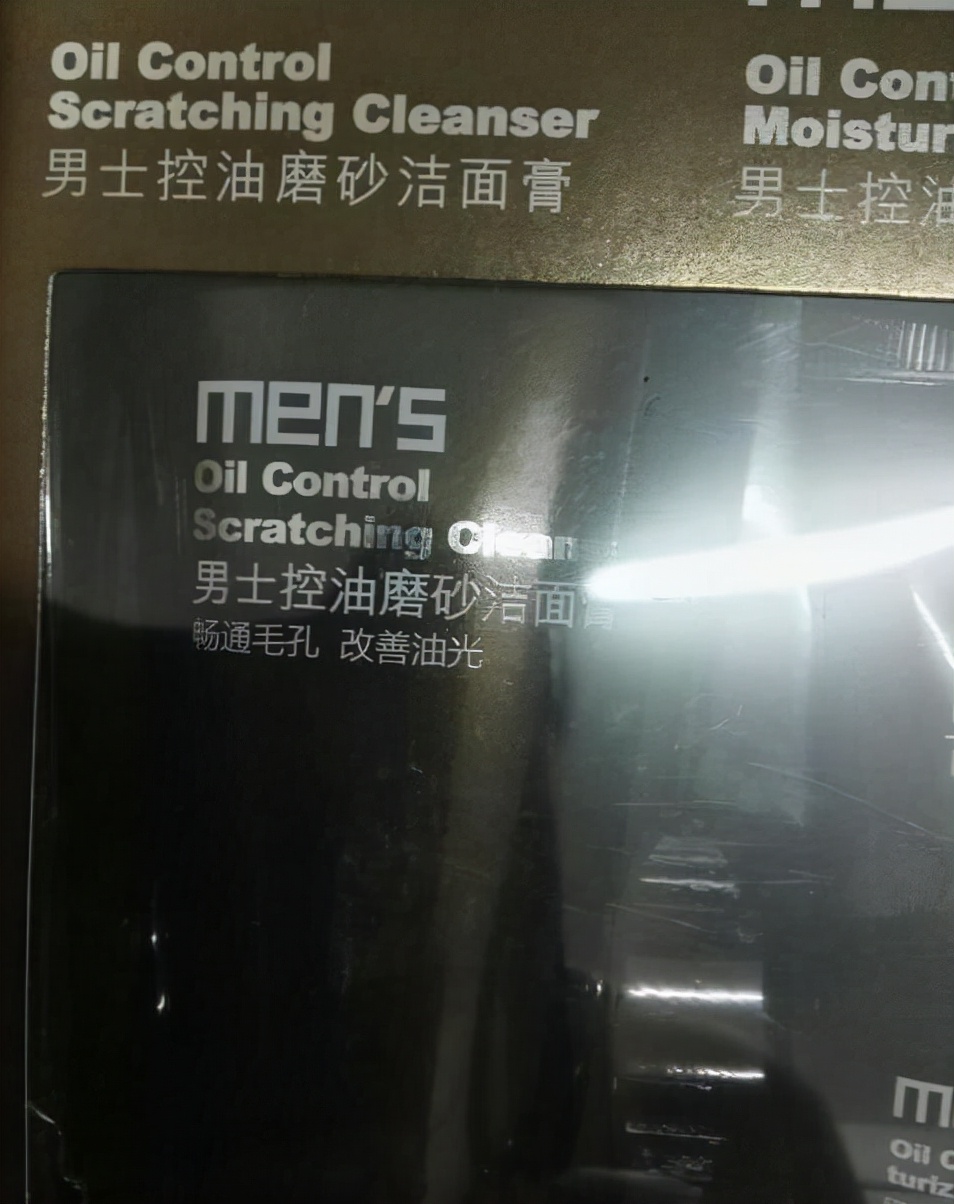 Oil Control
Scratching Cleanser
男士控油磨砂洁面膏
Oil
男士控油
men's
Oil Control
Scratching
男士控油磨砂洁面膏
畅通毛孔 改善油光
Oil